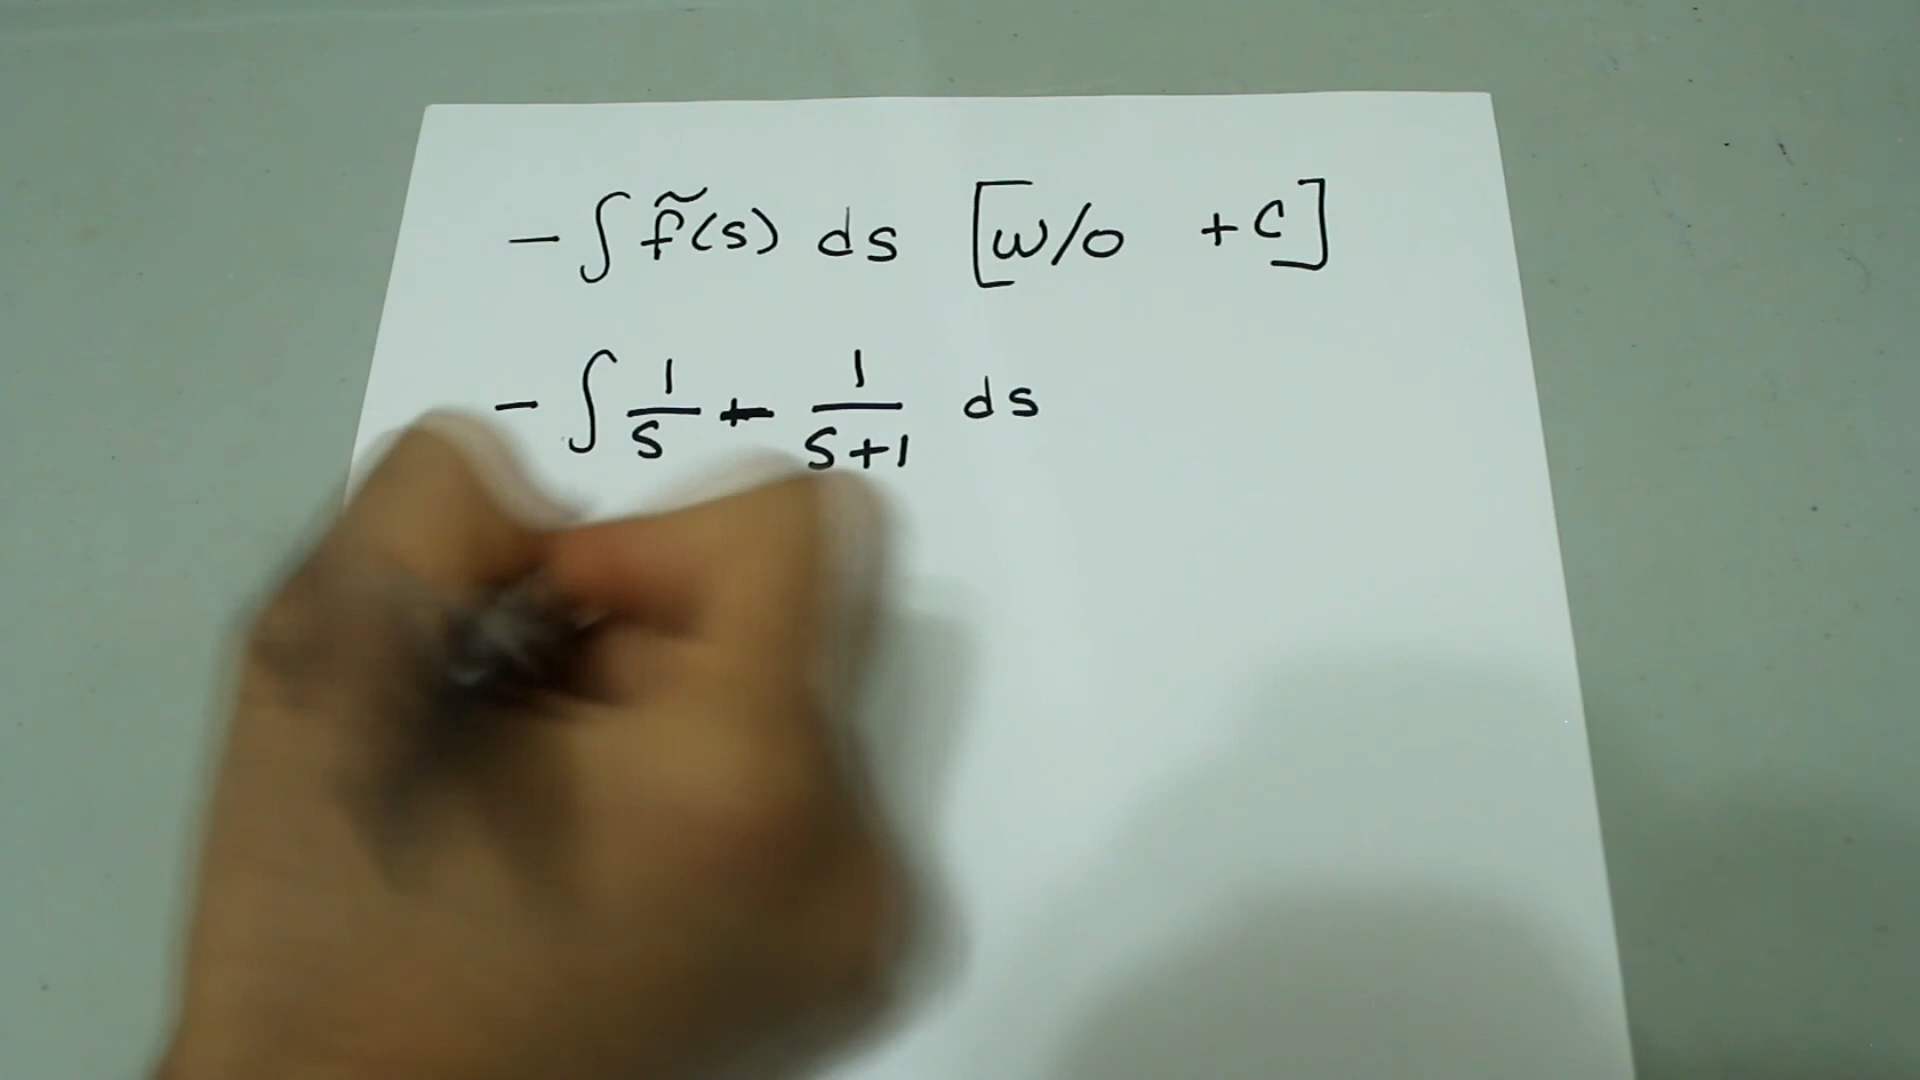 - ∫ f̃(s) ds [w/o +C]
- ∫ 1/S - 1/S+1 ds